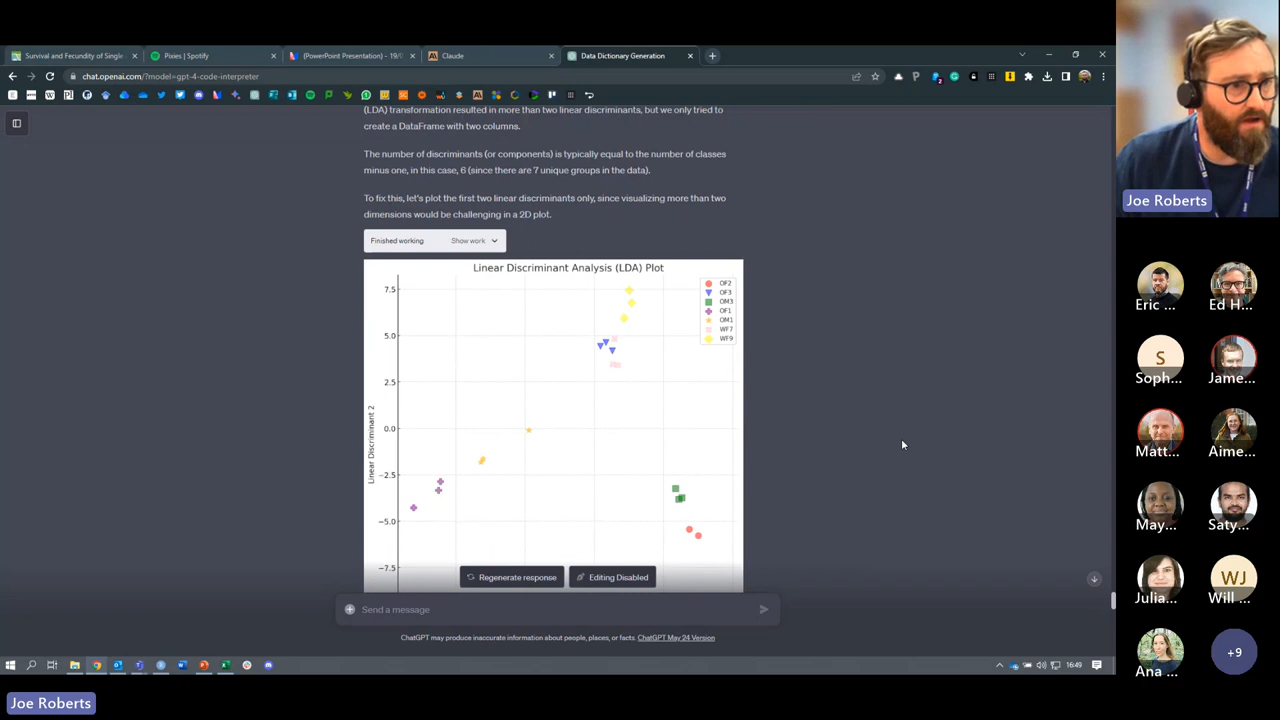 Survival and Fecundity of Single
Pixies | Spotify
(PowerPoint Presentation) - 19/0
Claude
Data Dictionary Generation
chat.openai.com/?model=gpt-4-code-interpreter
(LDA) transformation resulted in more than two linear discriminants, but we only tried to
create a DataFrame with two columns.
The number of discriminants (or components) is typically equal to the number of classes
minus one, in this case, 6 (since there are 7 unique groups in the data).
To fix this, let's plot the first two linear discriminants only, since visualizing more than two
dimensions would be challenging in a 2D plot.
Finished working
Show work
Linear Discriminant Analysis (LDA) Plot
OF2
OF3
OM3
OF1
OM1
WF7
WF9
7.5
5.0
2.5
0.0
−2.5
−5.0
−7.5
Linear Discriminant 2
Regenerate response
Editing Disabled
Send a message
ChatGPT may produce inaccurate information about people, places, or facts. ChatGPT May 24 Version
16:49
Joe Roberts
Eric ...
Ed H...
S
Soph...
Jame...
Matt...
Aime...
May...
Saty...
Julia...
WJ
Will ...
Ana ...
+9
Joe Roberts